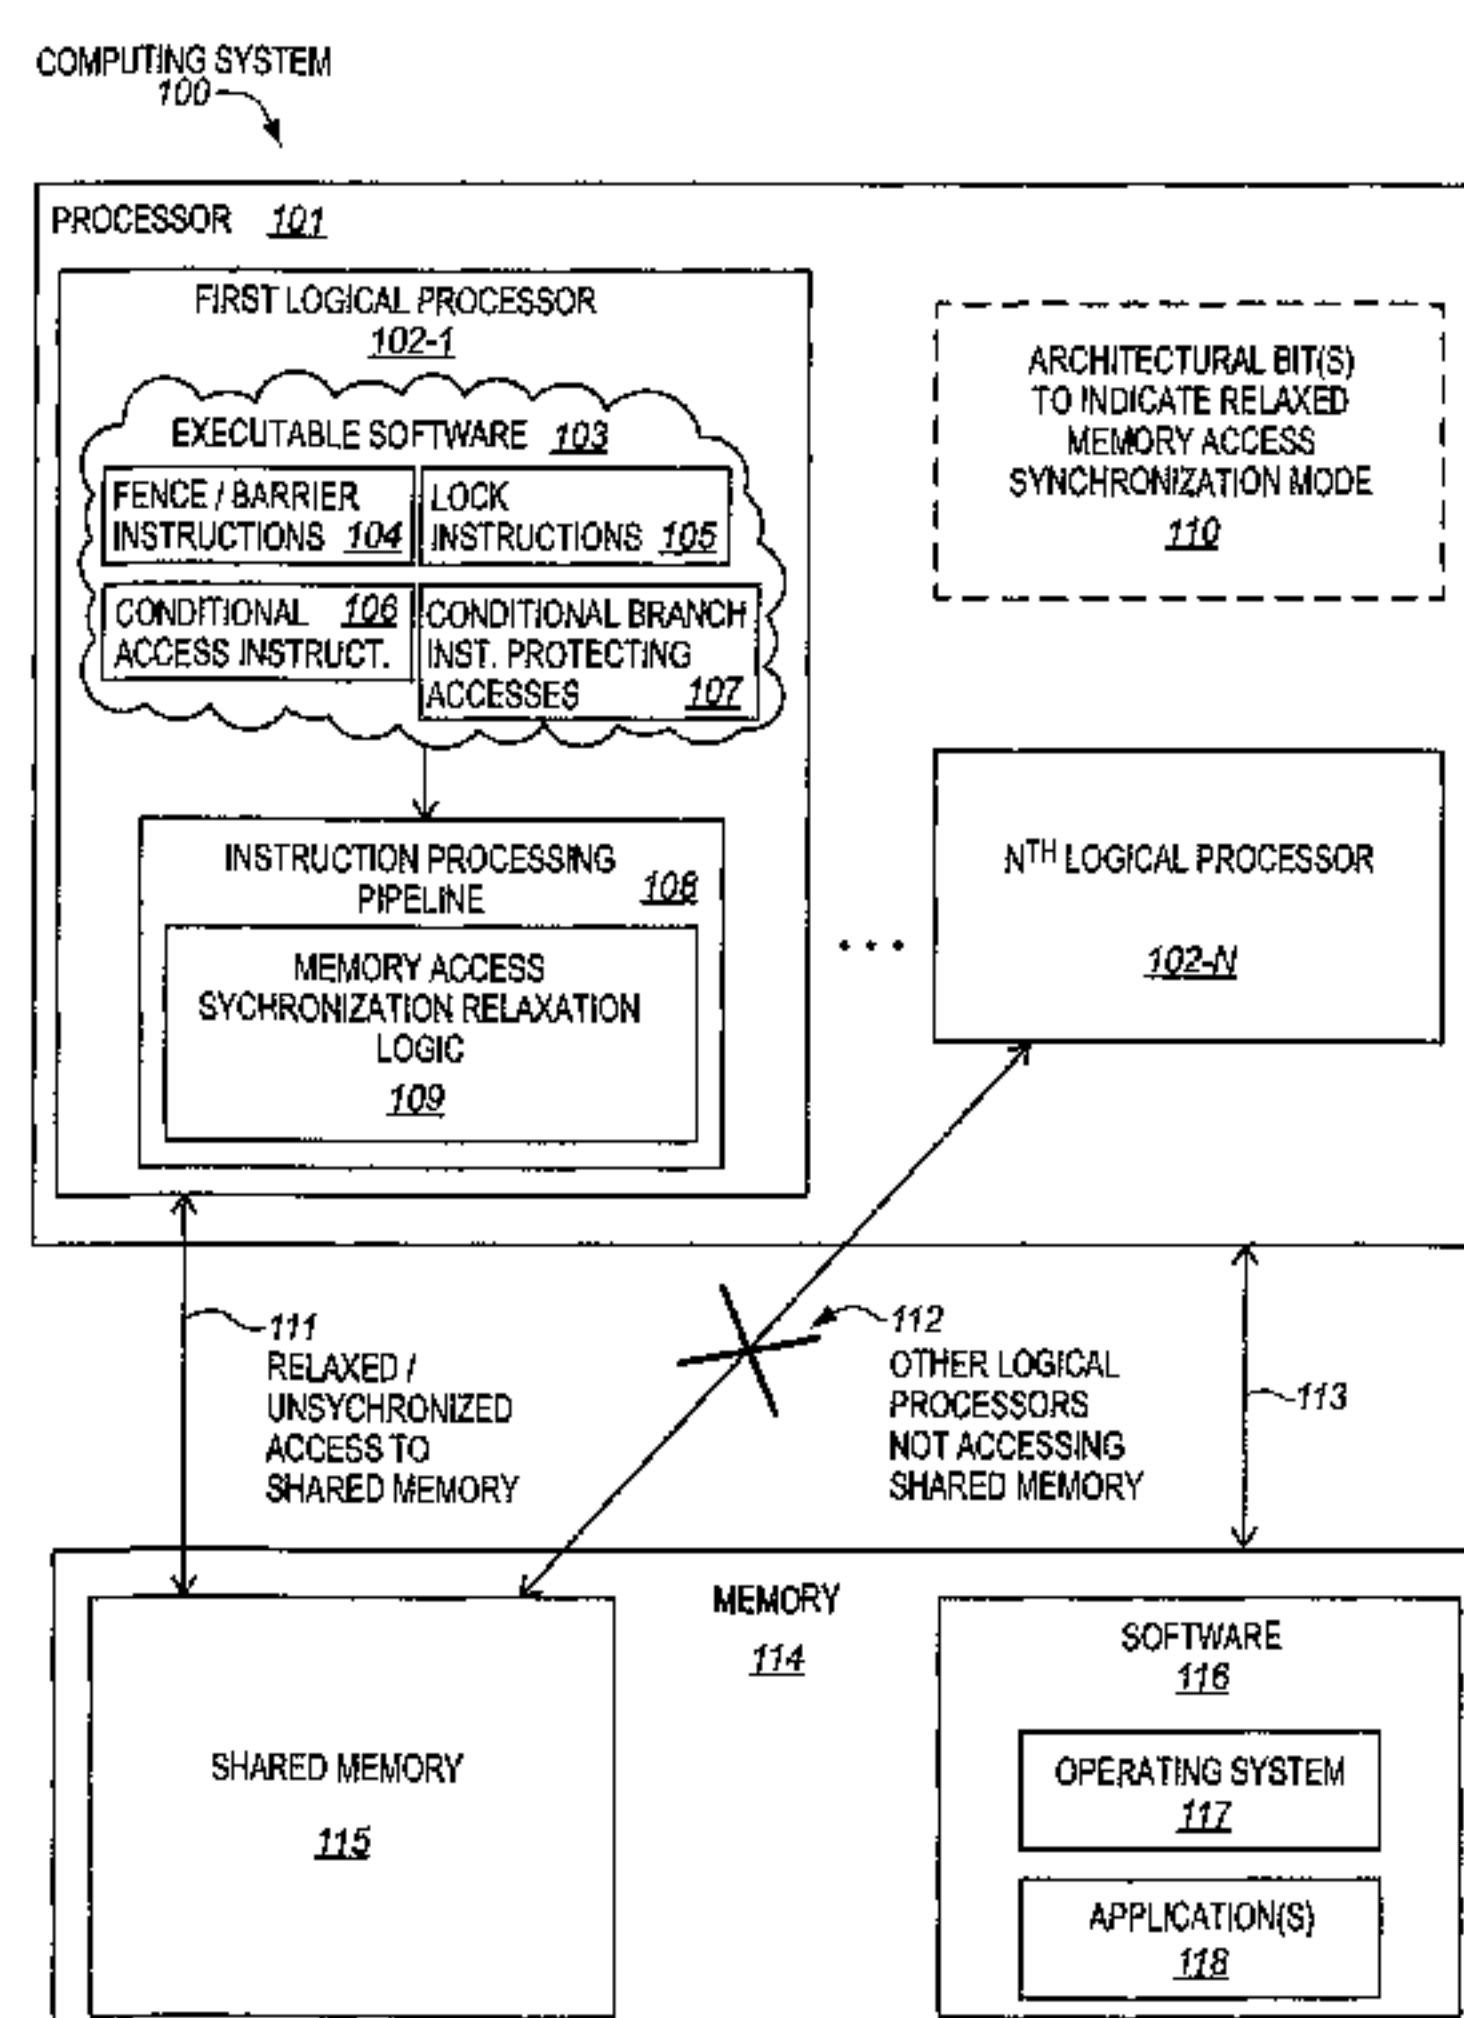 COMPUTING SYSTEM
100
PROCESSOR 101
FIRST LOGICAL PROCESSOR
102-1
EXECUTABLE SOFTWARE 103
FENCE / BARRIER
INSTRUCTIONS 104
LOCK
INSTRUCTIONS 105
CONDITIONAL 106
ACCESS INSTRUCT.
CONDITIONAL BRANCH
INST. PROTECTING
ACCESSES 107
ARCHITECTURAL BIT(S)
TO INDICATE RELAXED
MEMORY ACCESS
SYNCHRONIZATION MODE
110
INSTRUCTION PROCESSING
PIPELINE 108
MEMORY ACCESS
SYCHRONIZATION RELAXATION
LOGIC
109
NTH LOGICAL PROCESSOR
102-N
111
RELAXED /
UNSYCHRONIZED
ACCESS TO
SHARED MEMORY
112
OTHER LOGICAL
PROCESSORS
NOT ACCESSING
SHARED MEMORY
113
MEMORY
114
SHARED MEMORY
115
SOFTWARE
116
OPERATING SYSTEM
117
APPLICATION(S)
118